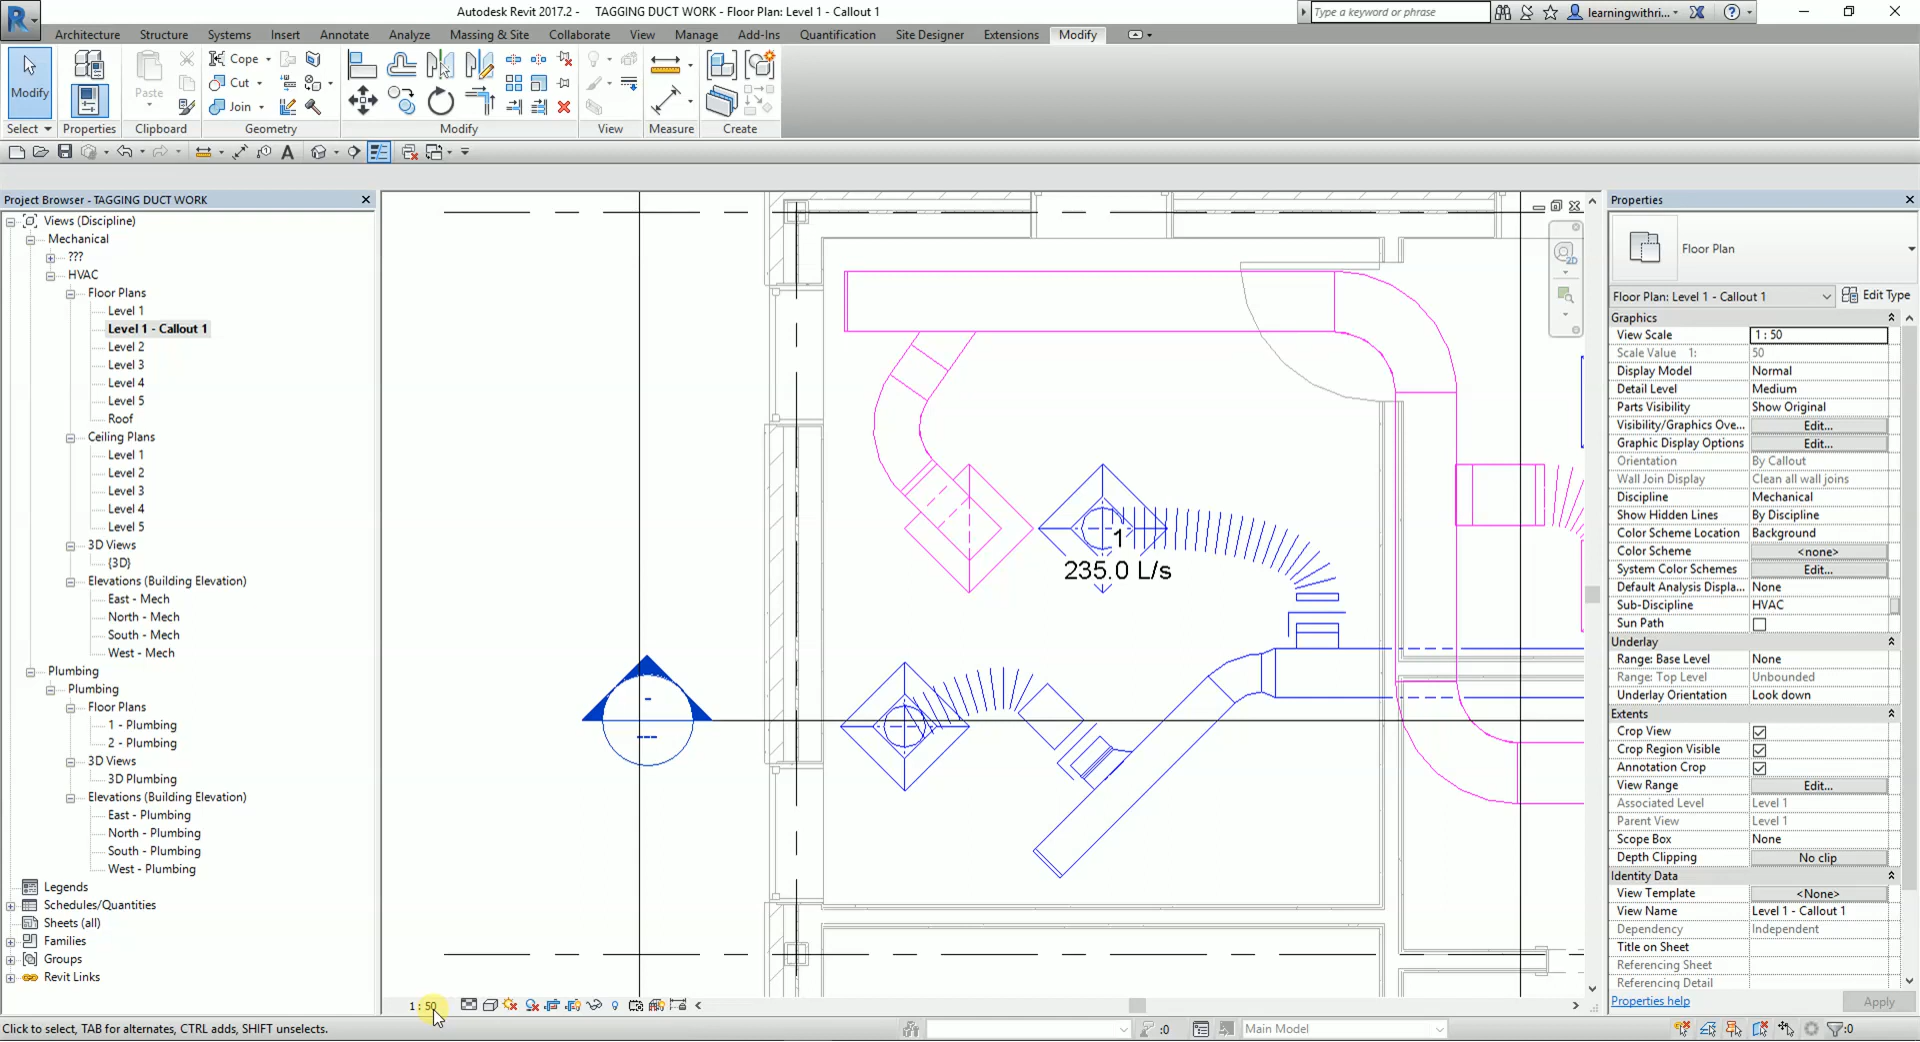 Autodesk Revit 2017.2 - TAGGING DUCT WORK - Floor Plan: Level 1 - Callout 1
Type a keyword or phrase
learningwithri...
Architecture Structure Systems Insert Annotate Analyze Massing & Site Collaborate View Manage Add-Ins Quantification Site Designer Extensions Modify
Modify
Paste
Cope
Cut
Join
Select Properties Clipboard Geometry Modify View Measure Create
Project Browser - TAGGING DUCT WORK
Views (Discipline)
Mechanical
???
HVAC
Floor Plans
Level 1
Level 1 - Callout 1
Level 2
Level 3
Level 4
Level 5
Roof
Ceiling Plans
Level 1
Level 2
Level 3
Level 4
Level 5
3D Views
{3D}
Elevations (Building Elevation)
East - Mech
North - Mech
South - Mech
West - Mech
Plumbing
Plumbing
Floor Plans
1 - Plumbing
2 - Plumbing
3D Views
3D Plumbing
Elevations (Building Elevation)
East - Plumbing
North - Plumbing
South - Plumbing
West - Plumbing
Legends
Schedules/Quantities
Sheets (all)
Families
Groups
Revit Links
2D
1
235.0 L/s
-
---
1 : 50
Properties
Floor Plan
Floor Plan: Level 1 - Callout 1 Edit Type
Graphics
View Scale 1 : 50
Scale Value 1: 50
Display Model Normal
Detail Level Medium
Parts Visibility Show Original
Visibility/Graphics Ove... Edit...
Graphic Display Options Edit...
Orientation By Callout
Wall Join Display Clean all wall joins
Discipline Mechanical
Show Hidden Lines By Discipline
Color Scheme Location Background
Color Scheme <none>
System Color Schemes Edit...
Default Analysis Displa... None
Sub-Discipline HVAC
Sun Path
Underlay
Range: Base Level None
Range: Top Level Unbounded
Underlay Orientation Look down
Extents
Crop View
Crop Region Visible
Annotation Crop
View Range Edit...
Associated Level Level 1
Parent View Level 1
Scope Box None
Depth Clipping No clip
Identity Data
View Template <None>
View Name Level 1 - Callout 1
Dependency Independent
Title on Sheet
Referencing Sheet
Referencing Detail
Properties help Apply
Click to select, TAB for alternates, CTRL adds, SHIFT unselects.
:0
Main Model
:0